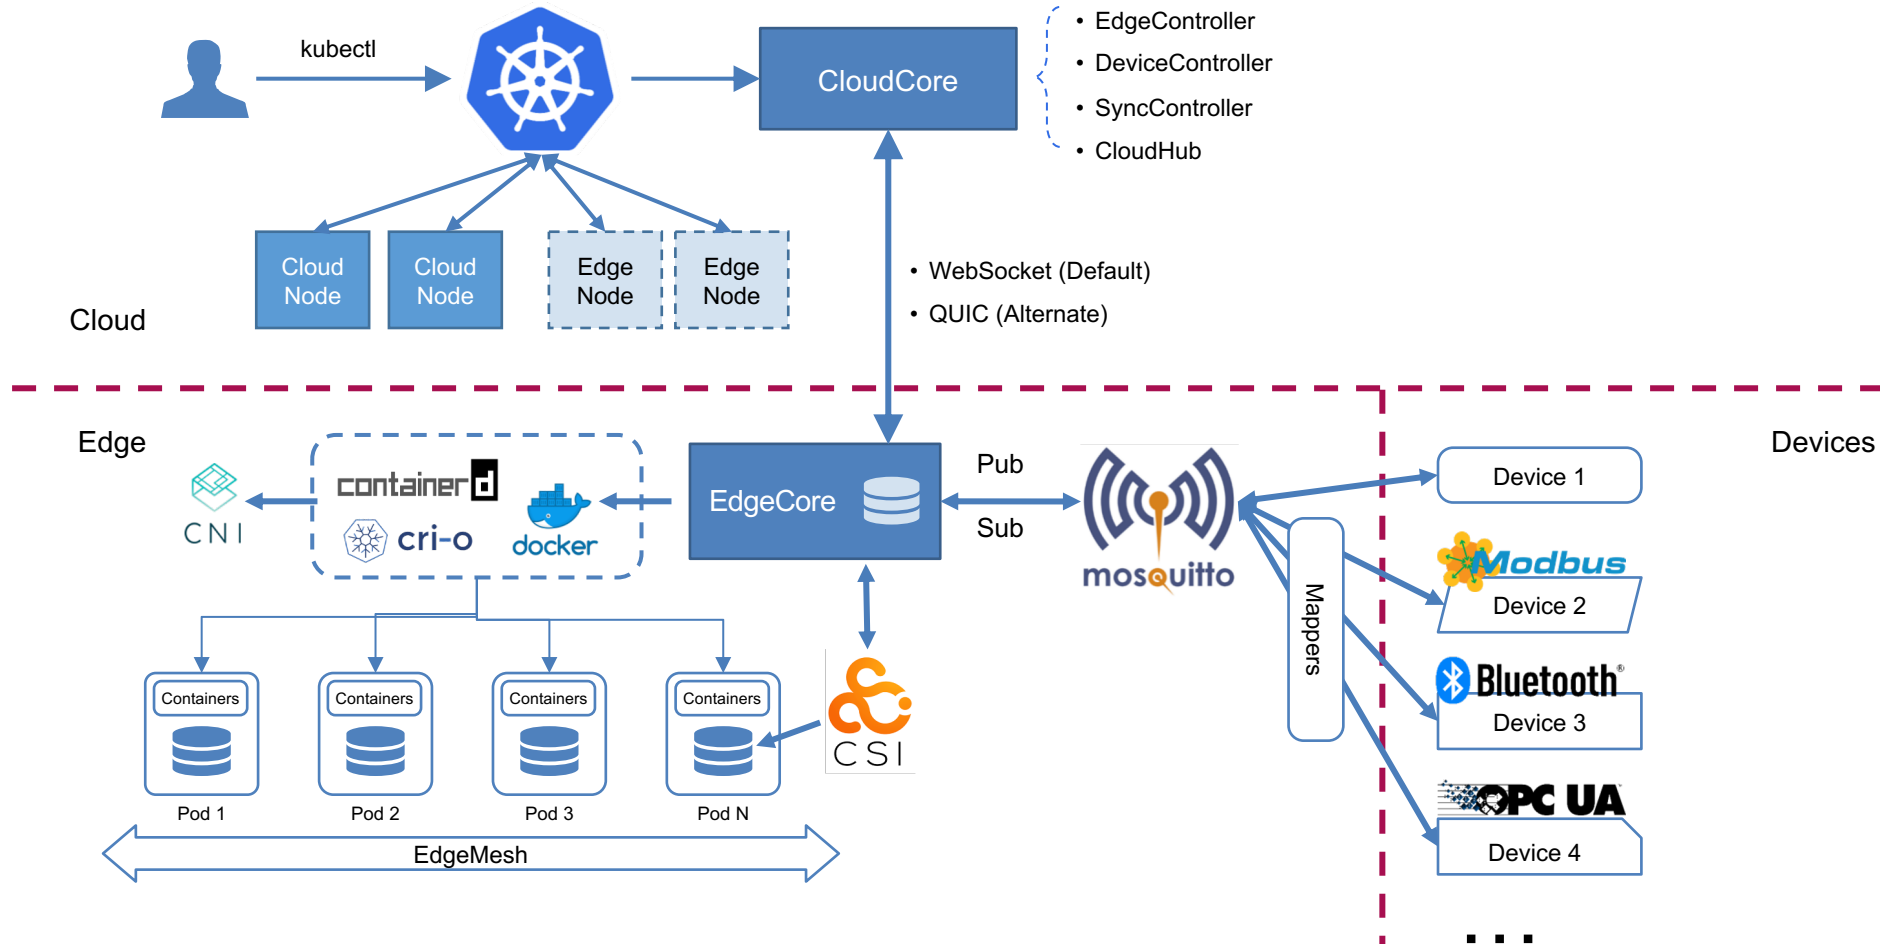 kubectl
CloudCore
• EdgeController
• DeviceController
• SyncController
• CloudHub
Cloud
Node
Cloud
Node
Edge
Node
Edge
Node
• WebSocket (Default)
• QUIC (Alternate)
Cloud
Edge
Devices
CNI
containerd
cri-o
docker
EdgeCore
Pub
Sub
mosquitto
Mappers
Device 1
Modbus
Device 2
Bluetooth®
Device 3
OPC UA
Device 4
...
Containers
Containers
Containers
Containers
CSI
Pod 1
Pod 2
Pod 3
Pod N
EdgeMesh